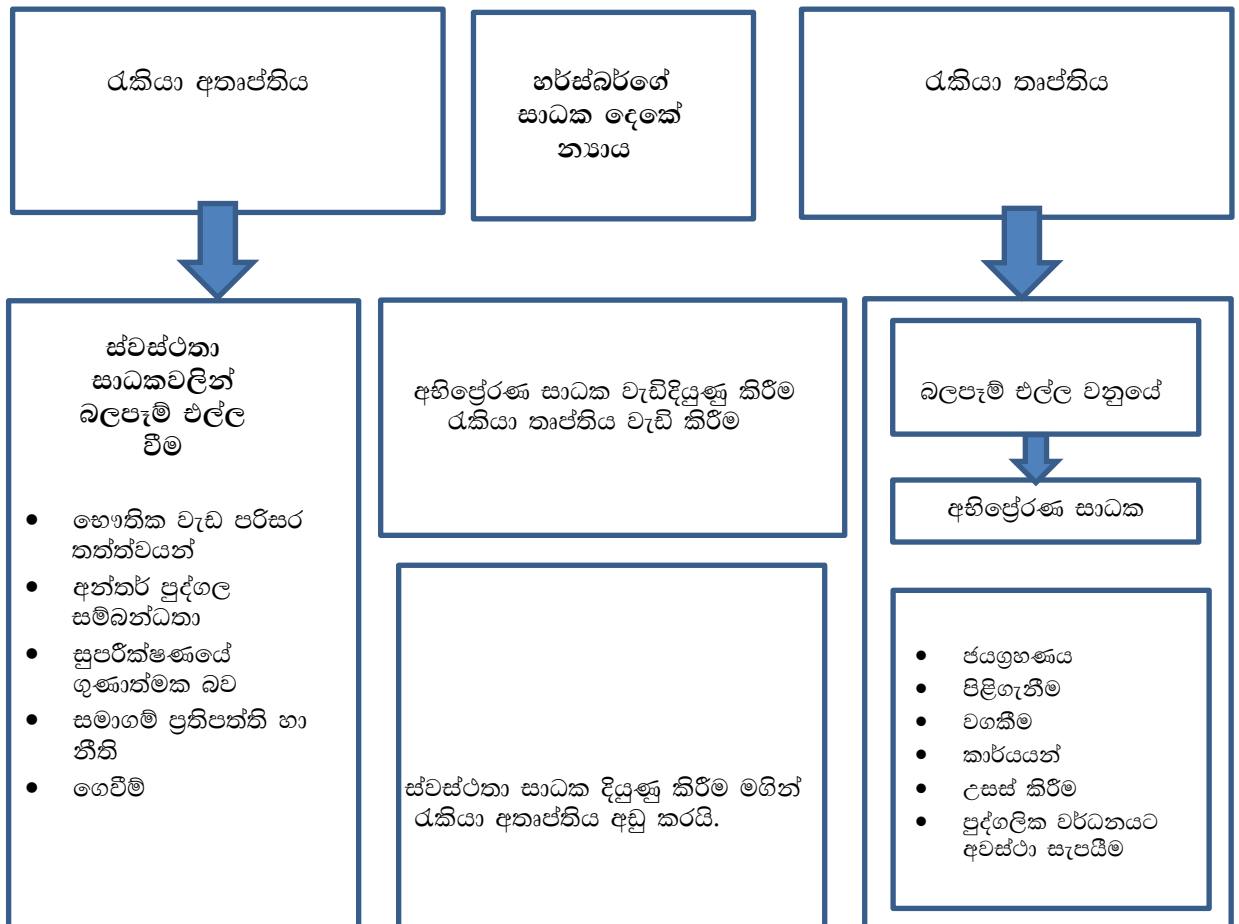 රැකියා අතෘප්තිය
හර්ස්බර්ගේ
සාධක දෙකේ
න්‍යාය
රැකියා තෘප්තිය
ස්වස්ථතා
සාධකවලින්
බලපෑම් එල්ල
වීම
• භෞතික වැඩ පරිසර
තත්ත්වයන්
• අන්තර් පුද්ගල
සම්බන්ධතා
• සුපරීක්ෂණයේ
ගුණාත්මක බව
• සමාගම් ප්‍රතිපත්ති හා
නීති
• ගෙවීම්
අභිප්‍රේරණ සාධක වැඩිදියුණු කිරීම
රැකියා තෘප්තිය වැඩි කිරීම
ස්වස්ථතා සාධක දියුණු කිරීම මගින්
රැකියා අතෘප්තිය අඩු කරයි.
බලපෑම් එල්ල වනුයේ
අභිප්‍රේරණ සාධක
• ජයග්‍රහණය
• පිළිගැනීම
• වගකීම
• කාර්යයන්
• උසස් කිරීම
• පුද්ගලික වර්ධනයට
අවස්ථා සැපයීම